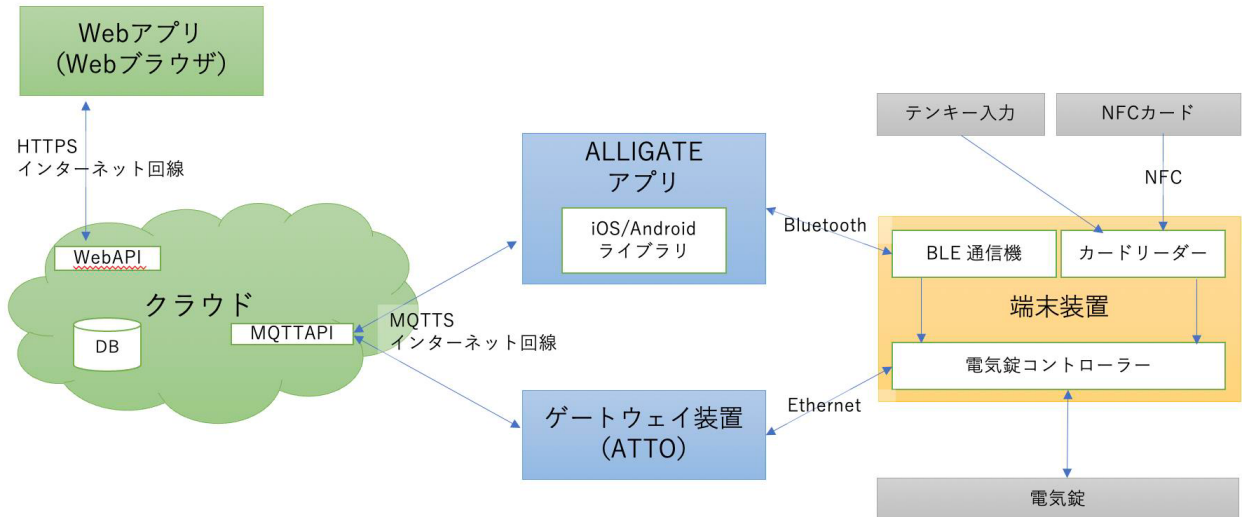 Webアプリ
(Webブラウザ)
HTTPS
インターネット回線
WebAPI
クラウド
DB
MQTTAPI
MQTTS
インターネット回線
ALLIGATE
アプリ
iOS/Android
ライブラリ
ゲートウェイ装置
(ATTO)
Bluetooth
Ethernet
テンキー入力
NFCカード
NFC
BLE 通信機
カードリーダー
端末装置
電気錠コントローラー
電気錠